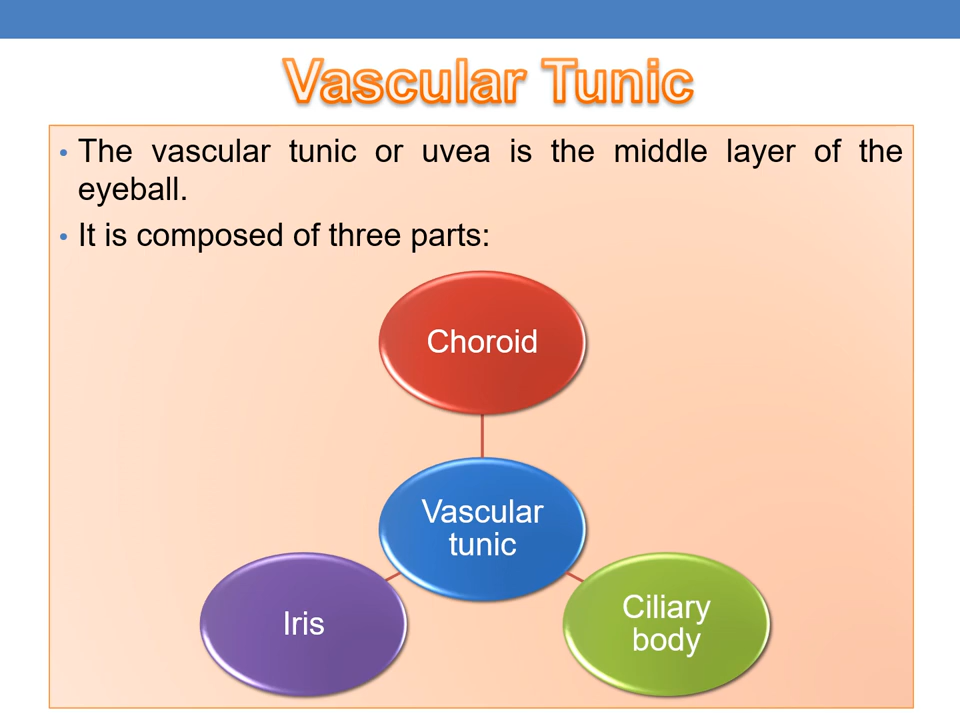 Vascular Tunic
• The vascular tunic or uvea is the middle layer of the
eyeball.
• It is composed of three parts:
Choroid
Vascular
tunic
Iris
Ciliary
body